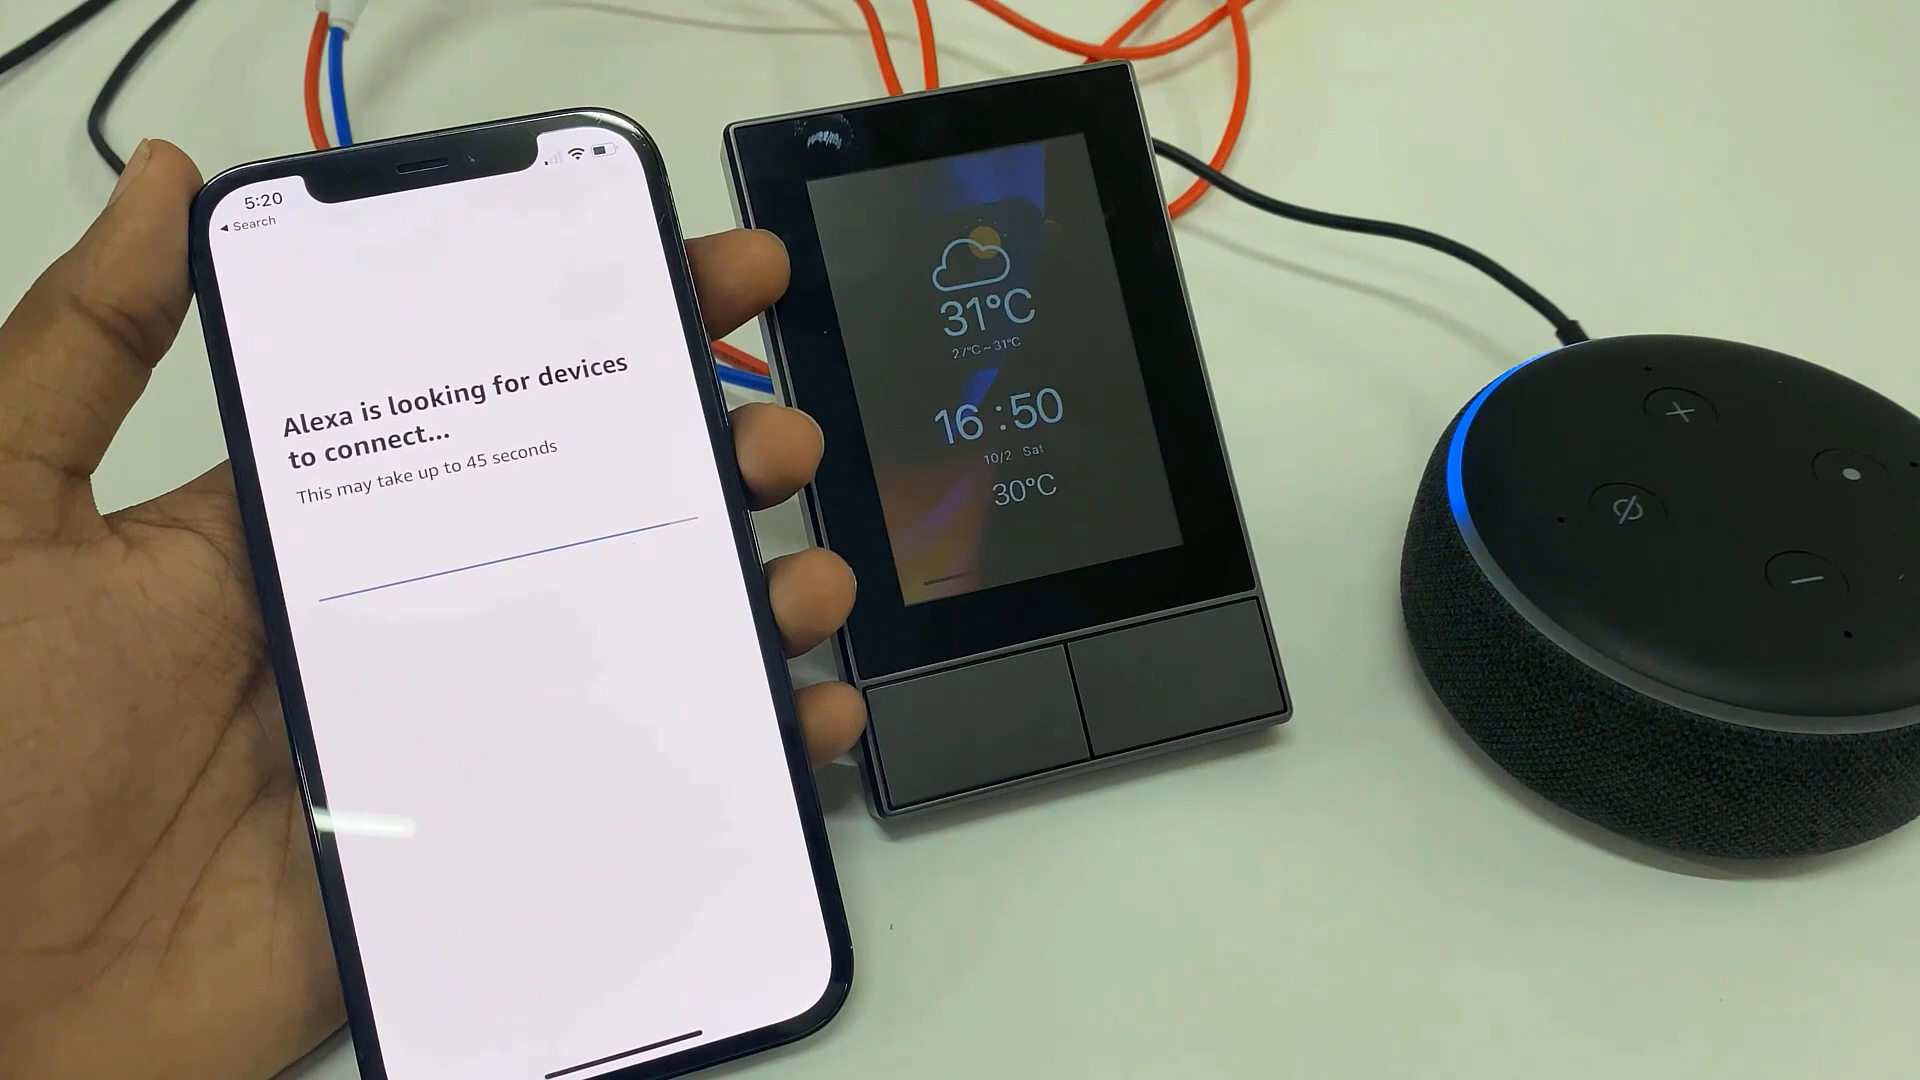 5:20
◀ Search
Alexa is looking for devices
to connect...
This may take up to 45 seconds
31°C
27°C ~ 31°C
16 : 50
10/2 Sat
30°C